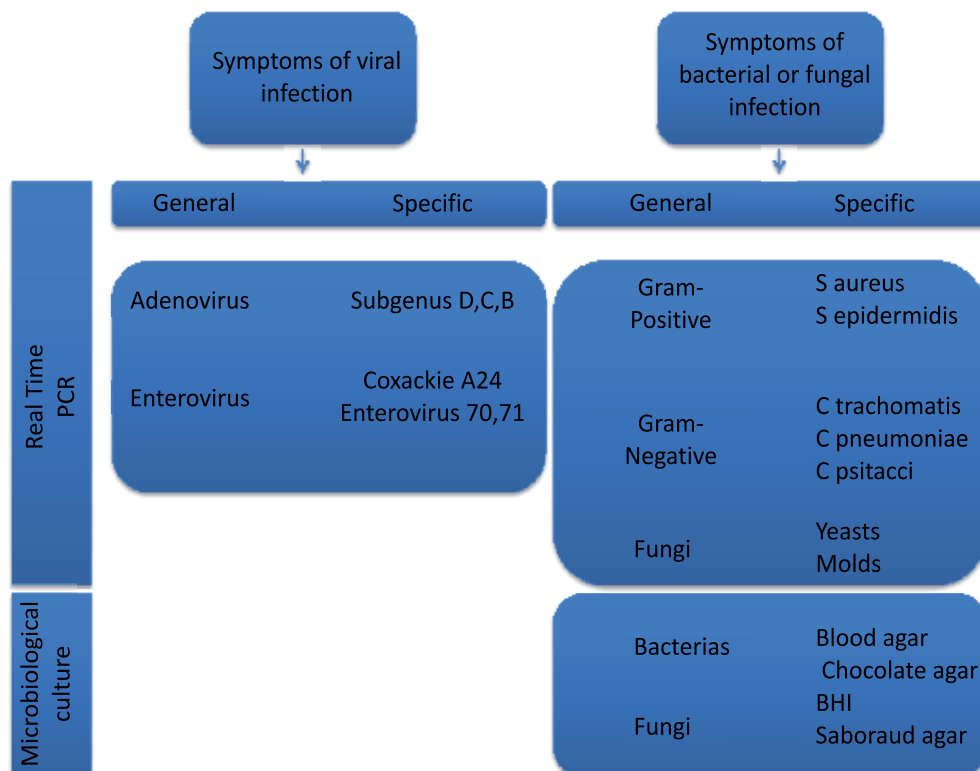 Symptoms of viral
infection
Symptoms of
bacterial or fungal
infection
General
Specific
General
Specific
Real Time
PCR
Adenovirus
Subgenus D,C,B
Enterovirus
Coxackie A24
Enterovirus 70,71
Gram-
Positive
S aureus
S epidermidis
Gram-
Negative
C trachomatis
C pneumoniae
C psitacci
Fungi
Yeasts
Molds
Microbiological
culture
Bacterias
Blood agar
Chocolate agar
Fungi
BHI
Saboraud agar